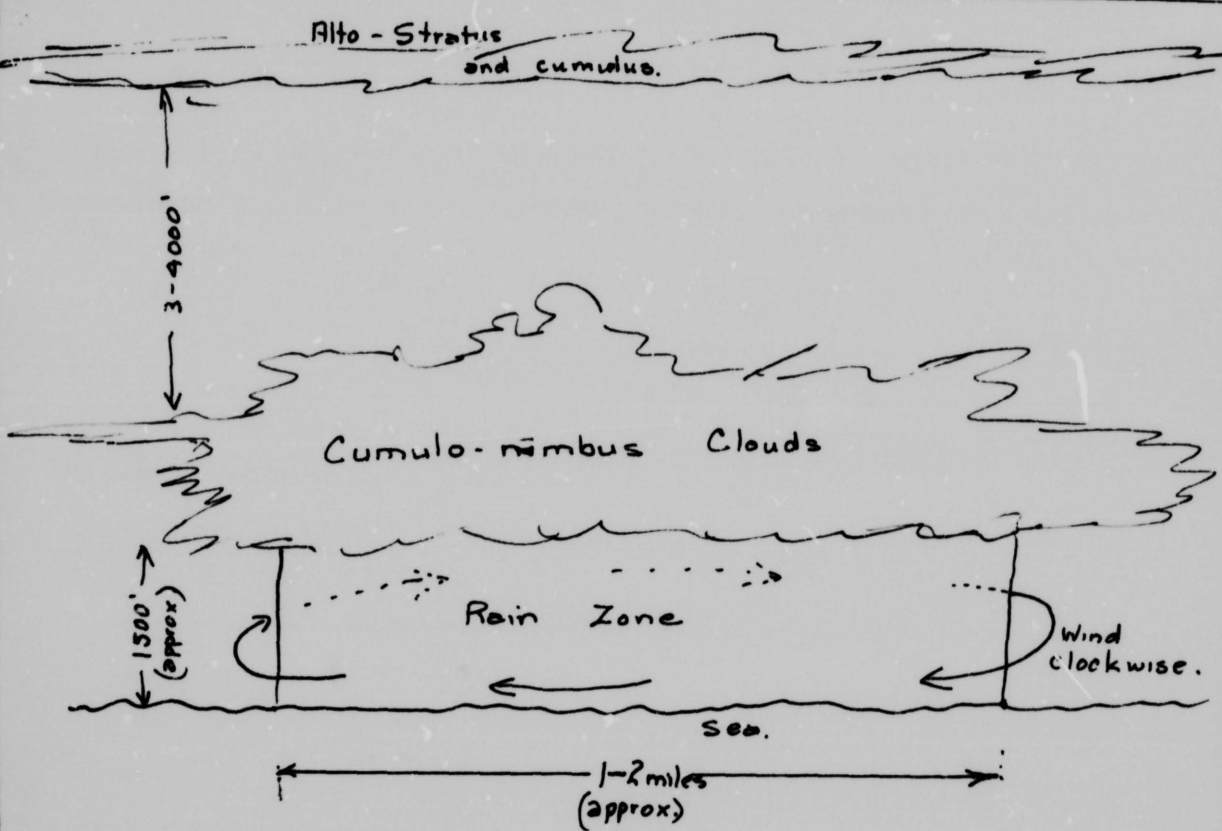 Alto - Stratus
and cumulus.
3-4000'
Cumulo-nimbus Clouds
1500'
(approx)
Rain Zone
Wind
clockwise.
Sea.
1-2 miles
(approx.)